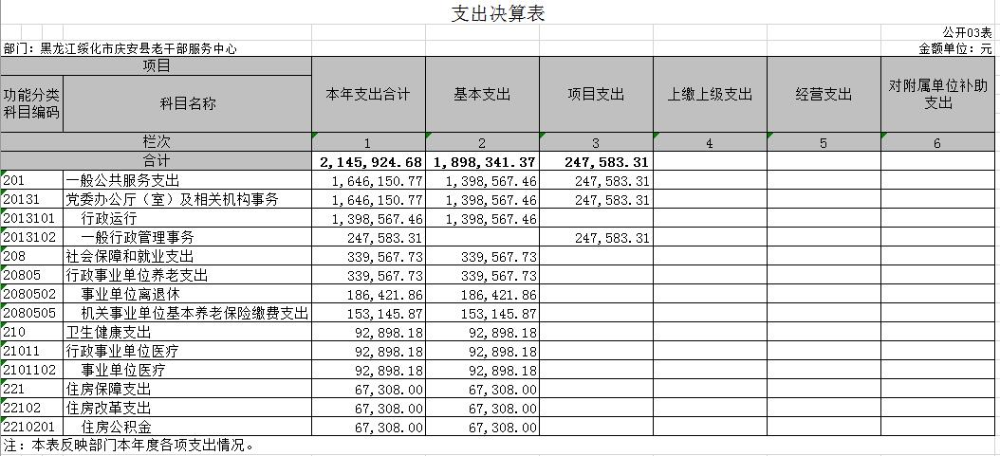 支出决算表
公开03表
部门：黑龙江绥化市庆安县老干部服务中心 金额单位：元
项目 本年支出合计 基本支出 项目支出 上缴上级支出 经营支出 对附属单位补助支出
功能分类科目编码 科目名称
栏次 1 2 3 4 5 6
合计 2,145,924.68 1,898,341.37 247,583.31
201 一般公共服务支出 1,646,150.77 1,398,567.46 247,583.31
20131 党委办公厅（室）及相关机构事务 1,646,150.77 1,398,567.46 247,583.31
2013101 行政运行 1,398,567.46 1,398,567.46
2013102 一般行政管理事务 247,583.31 247,583.31
208 社会保障和就业支出 339,567.73 339,567.73
20805 行政事业单位养老支出 339,567.73 339,567.73
2080502 事业单位离退休 186,421.86 186,421.86
2080505 机关事业单位基本养老保险缴费支出 153,145.87 153,145.87
210 卫生健康支出 92,898.18 92,898.18
21011 行政事业单位医疗 92,898.18 92,898.18
2101102 事业单位医疗 92,898.18 92,898.18
221 住房保障支出 67,308.00 67,308.00
22102 住房改革支出 67,308.00 67,308.00
2210201 住房公积金 67,308.00 67,308.00
注：本表反映部门本年度各项支出情况。